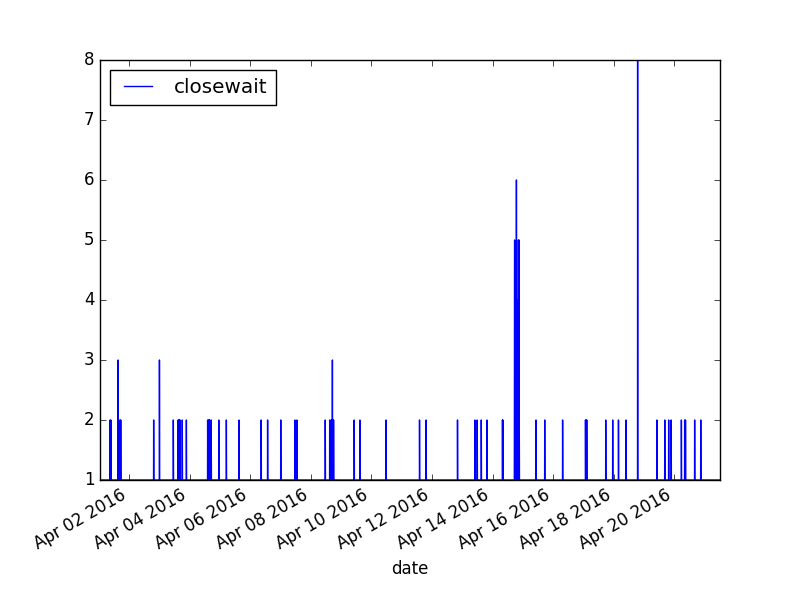 closewait
8
7
6
5
4
3
2
1
Apr 02 2016
Apr 04 2016
Apr 06 2016
Apr 08 2016
Apr 10 2016
Apr 12 2016
Apr 14 2016
Apr 16 2016
Apr 18 2016
Apr 20 2016
date